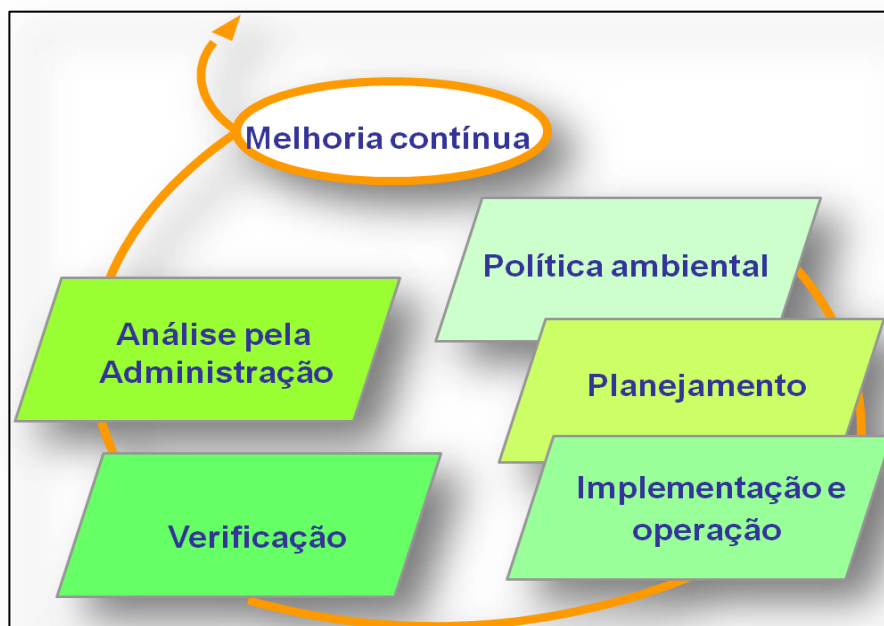 Melhoria contínua
Política ambiental
Planejamento
Implementação e
operação
Verificação
Análise pela
Administração